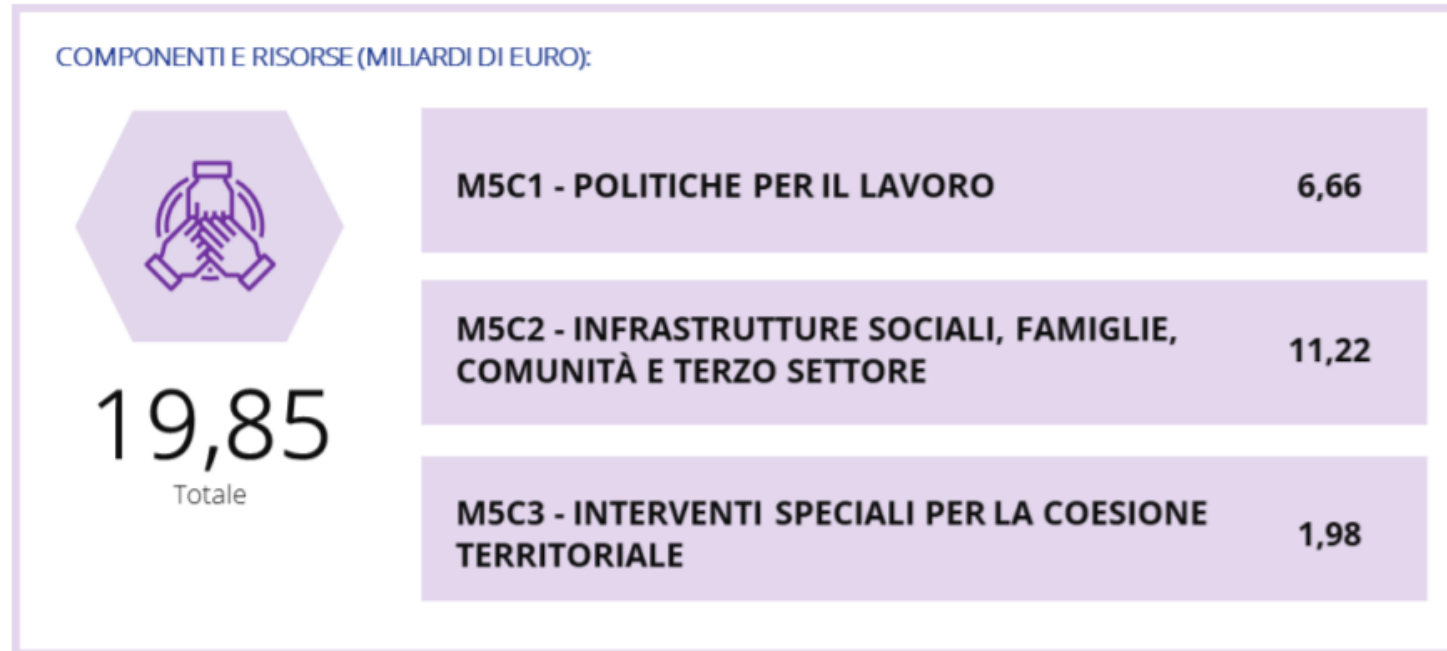 COMPONENTI E RISORSE (MILIARDI DI EURO):
19,85
Totale
M5C1 - POLITICHE PER IL LAVORO 6,66
M5C2 - INFRASTRUTTURE SOCIALI, FAMIGLIE,
COMUNITÀ E TERZO SETTORE 11,22
M5C3 - INTERVENTI SPECIALI PER LA COESIONE
TERRITORIALE 1,98